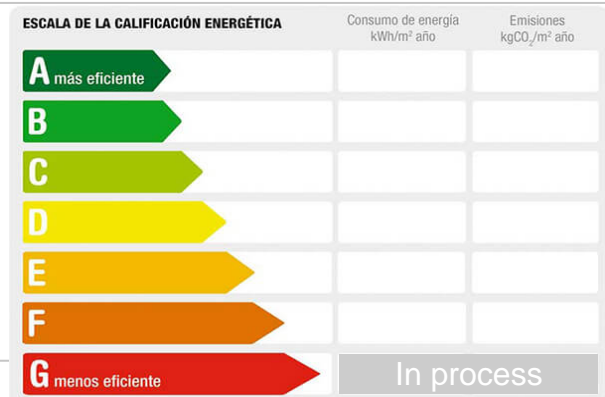 ESCALA DE LA CALIFICACIÓN ENERGÉTICA
Consumo de energía
kWh/m² año
Emisiones
kgCO₂/m² año
A más eficiente
B
C
D
E
F
G menos eficiente
In process